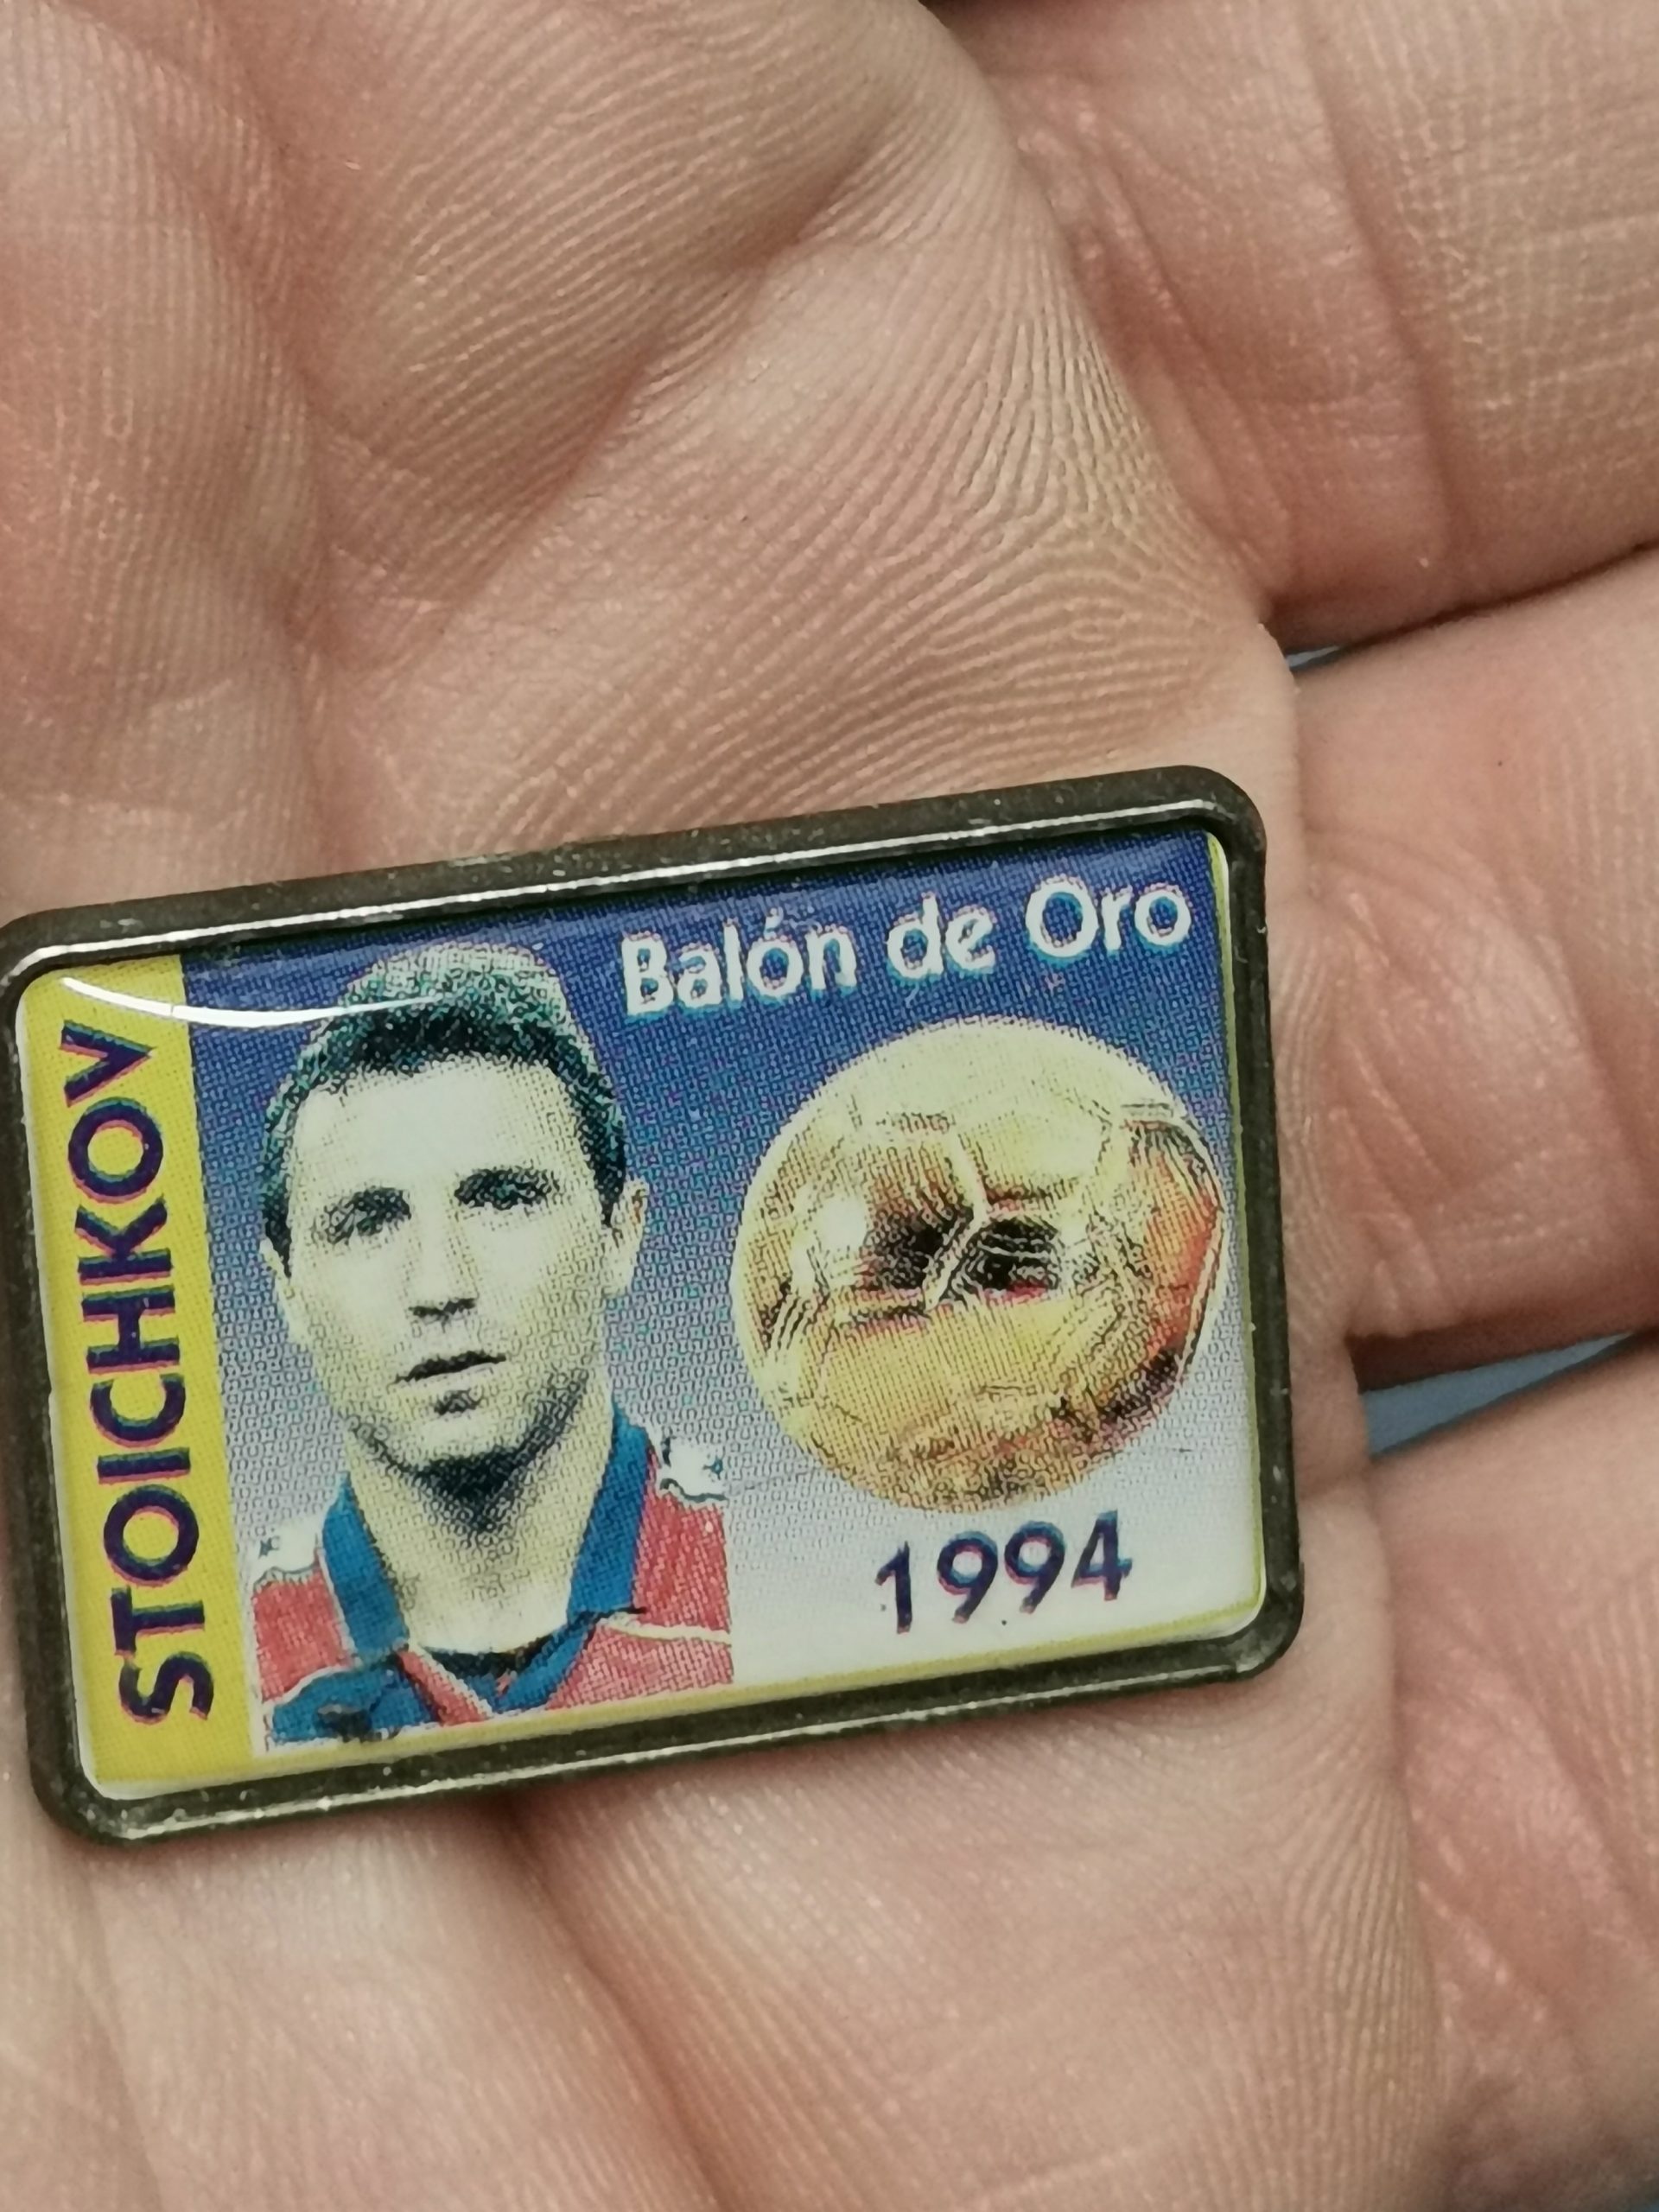 STOICHKOV
Balón de Oro
1994